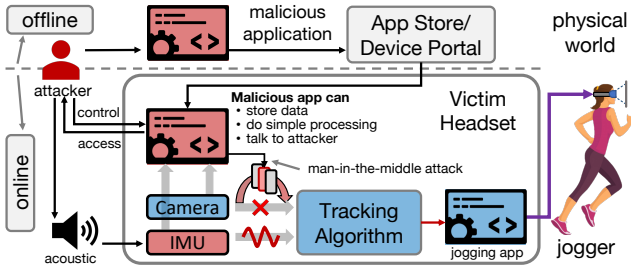 offline
malicious
application
App Store/
Device Portal
physical
world
attacker
control
access
Malicious app can
• store data
• do simple processing
• talk to attacker
Victim
Headset
man-in-the-middle attack
online
Camera
IMU
Tracking
Algorithm
jogging app
acoustic
jogger